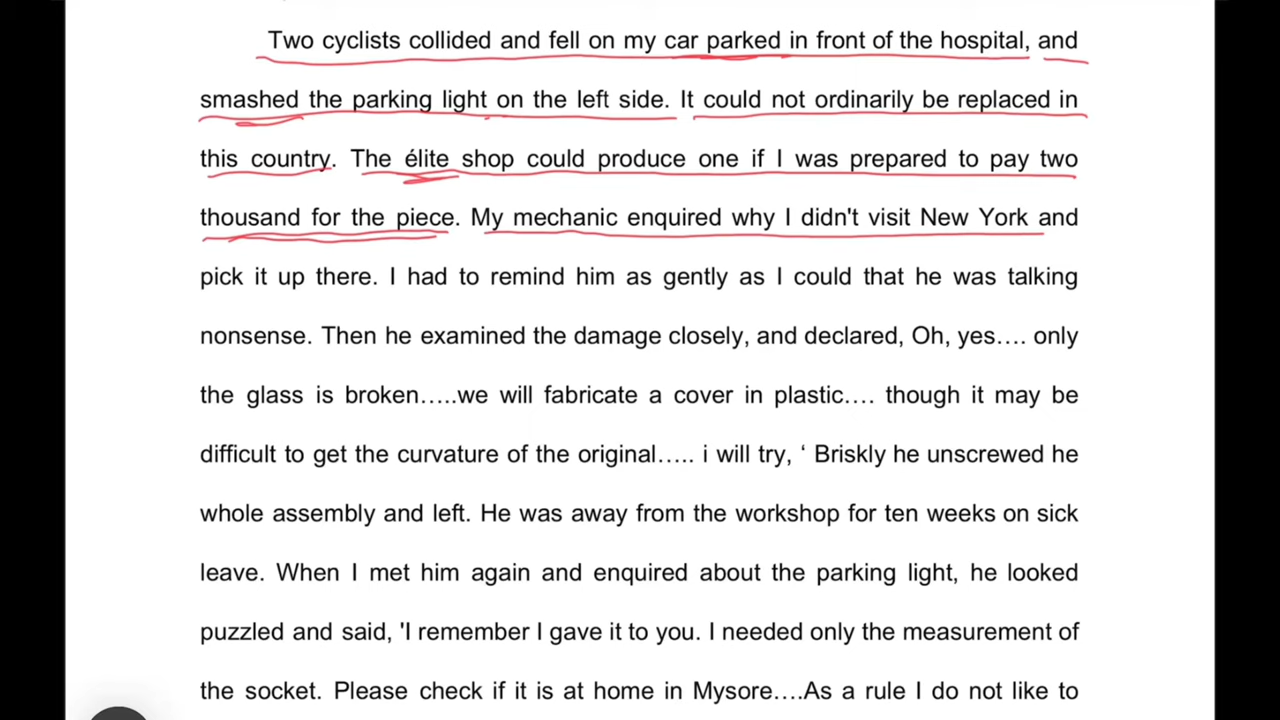 Two cyclists collided and fell on my car parked in front of the hospital, and
smashed the parking light on the left side. It could not ordinarily be replaced in
this country. The élite shop could produce one if I was prepared to pay two
thousand for the piece. My mechanic enquired why I didn't visit New York and
pick it up there. I had to remind him as gently as I could that he was talking
nonsense. Then he examined the damage closely, and declared, Oh, yes…. only
the glass is broken…..we will fabricate a cover in plastic…. though it may be
difficult to get the curvature of the original….. i will try, ‘ Briskly he unscrewed he
whole assembly and left. He was away from the workshop for ten weeks on sick
leave. When I met him again and enquired about the parking light, he looked
puzzled and said, 'I remember I gave it to you. I needed only the measurement of
the socket. Please check if it is at home in Mysore….As a rule I do not like to